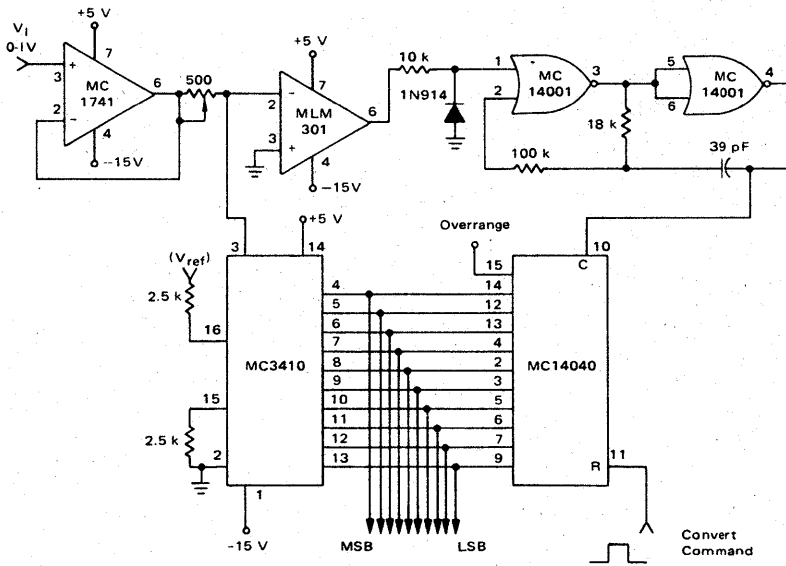 V_I
0-1V
+5 V
7
3
+
MC
1741
6
500
2
−
4
−15V
+5 V
7
−
2
MLM
301
6
3
+
4
−15V
10 k
1N914
1
2
MC
14001
3
18 k
100 k
5
6
MC
14001
4
39 pF
+5 V
3
14
(V_ref)
2.5 k
16
MC3410
15
2.5 k
2
1
-15 V
4
5
6
7
8
9
10
11
12
13
MSB
LSB
Overrange
15
14
12
13
4
2
3
5
6
7
9
C
10
MC14040
R
11
Convert
Command